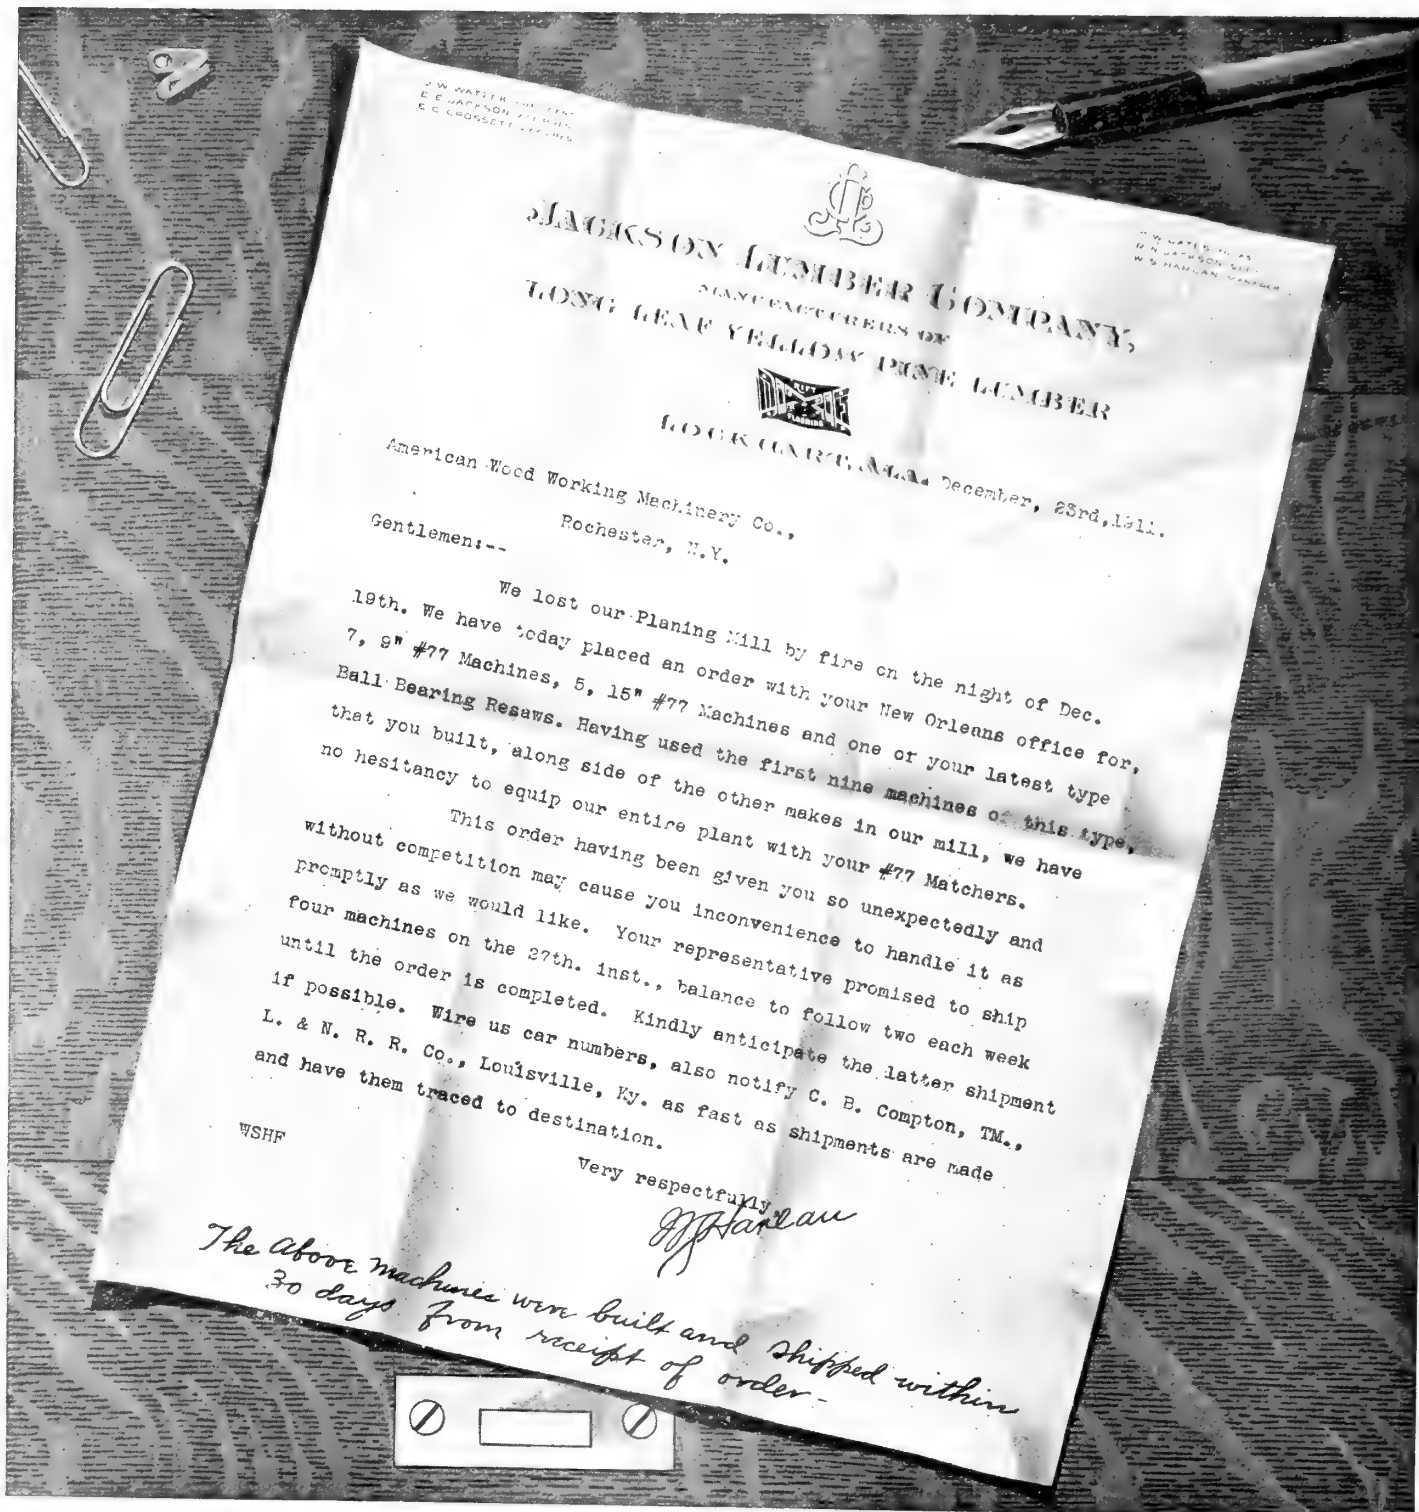 E. E. JACKSON
E. C. CROSSETT
R. N. JACKSON
W. S. HARLAN, MANAGER
JACKSON LUMBER COMPANY,
MANUFACTURERS OF
LONG LEAF YELLOW PINE LUMBER
RIFT
FLOORING
LOCKHART, ALA. December, 23rd, 1911.
American Wood Working Machinery Co.,
Rochester, N.Y.
Gentlemen:--
We lost our Planing Mill by fire on the night of Dec.
19th. We have today placed an order with your New Orleans office for,
7, 9" #77 Machines, 5, 15" #77 Machines and one of your latest type
Ball Bearing Resaws. Having used the first nine machines of this type,
that you built, along side of the other makes in our mill, we have
no hesitancy to equip our entire plant with your #77 Matchers.
This order having been given you so unexpectedly and
without competition may cause you inconvenience to handle it as
promptly as we would like. Your representative promised to ship
four machines on the 27th. inst., balance to follow two each week
until the order is completed. Kindly anticipate the latter shipment
if possible. Wire us car numbers, also notify C. B. Compton, TM.,
L. & N. R. R. Co., Louisville, Ky. as fast as shipments are made
and have them traced to destination.
Very respectfully,
WSHF
WSHarlan
The Above machines were built and shipped within
30 days from receipt of order -